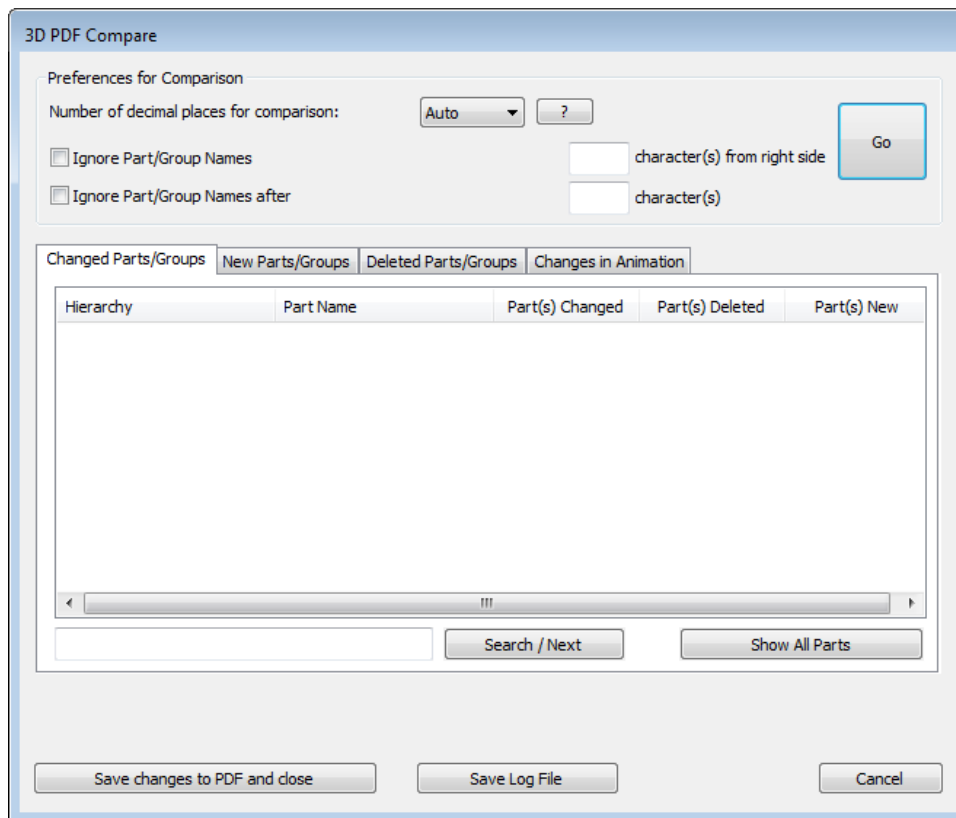 3D PDF Compare
Preferences for Comparison
Number of decimal places for comparison: Auto ?
Go
Ignore Part/Group Names character(s) from right side
Ignore Part/Group Names after character(s)
Changed Parts/Groups New Parts/Groups Deleted Parts/Groups Changes in Animation
Hierarchy Part Name Part(s) Changed Part(s) Deleted Part(s) New
Search / Next Show All Parts
Save changes to PDF and close Save Log File Cancel